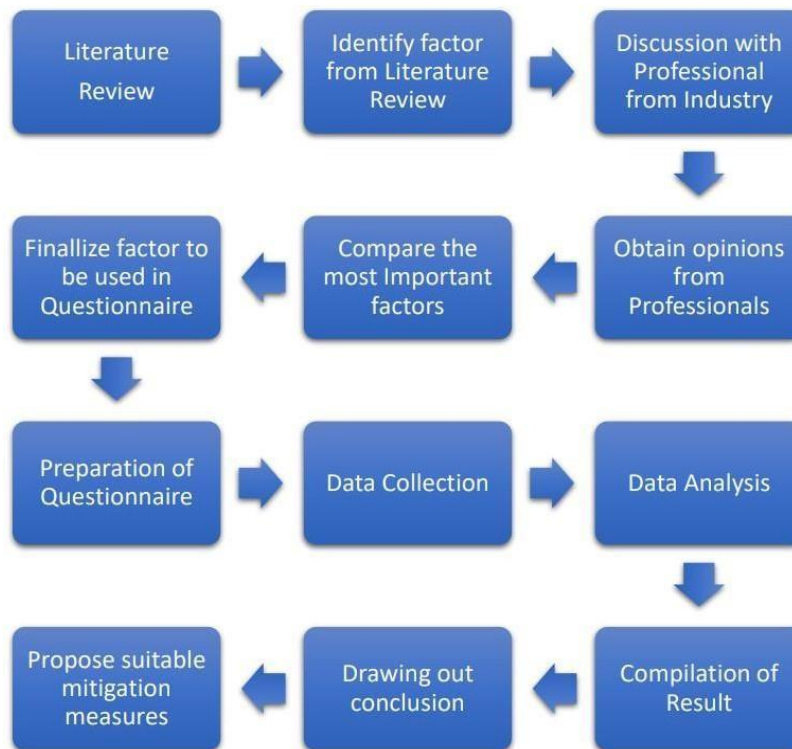 Literature
Review
Identify factor
from Literature
Review
Discussion with
Professional
from Industry
Obtain opinions
from
Professionals
Compare the
most Important
factors
Finallize factor to
be used in
Questionnaire
Preparation of
Questionnaire
Data Collection
Data Analysis
Compilation of
Result
Drawing out
conclusion
Propose suitable
mitigation
measures